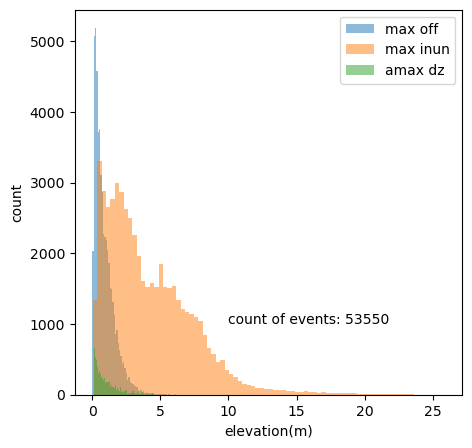 max off
max inun
amax dz
5000
4000
3000
2000
1000
0
count
count of events: 53550
0 5 10 15 20 25
elevation(m)